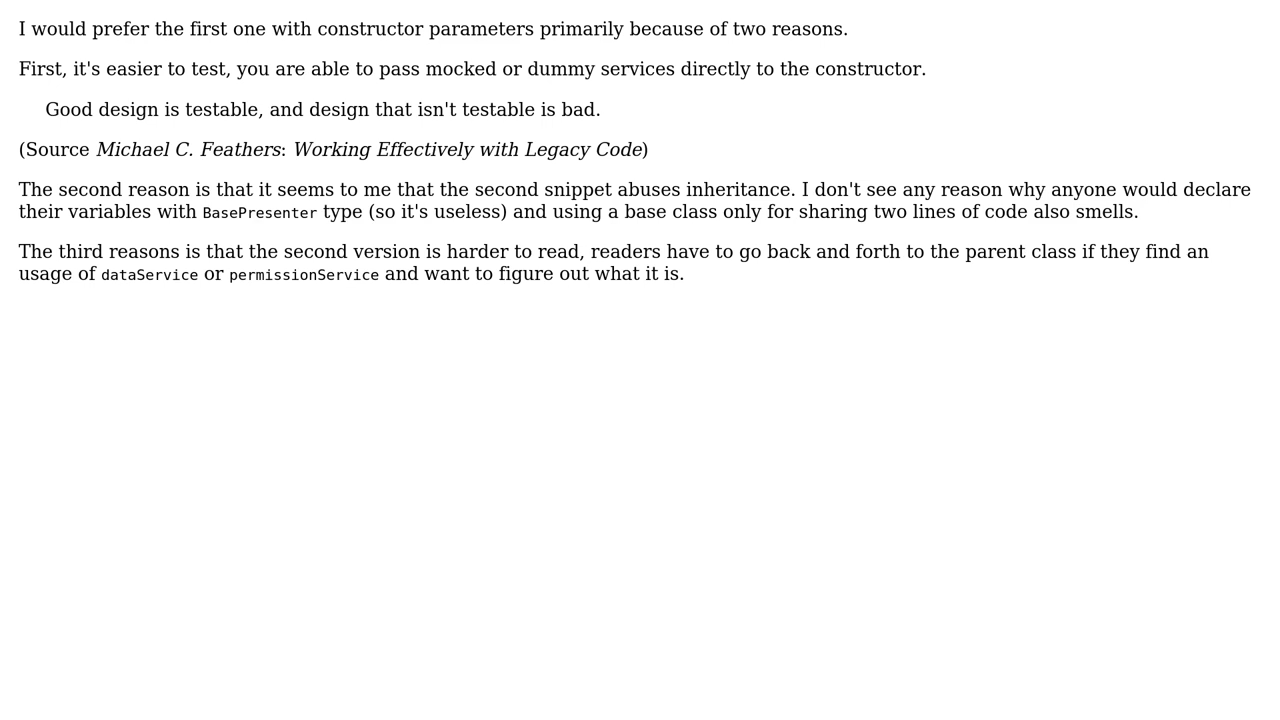 I would prefer the first one with constructor parameters primarily because of two reasons.
First, it's easier to test, you are able to pass mocked or dummy services directly to the constructor.
Good design is testable, and design that isn't testable is bad.
(Source Michael C. Feathers: Working Effectively with Legacy Code)
The second reason is that it seems to me that the second snippet abuses inheritance. I don't see any reason why anyone would declare
their variables with BasePresenter type (so it's useless) and using a base class only for sharing two lines of code also smells.
The third reasons is that the second version is harder to read, readers have to go back and forth to the parent class if they find an
usage of dataService or permissionService and want to figure out what it is.